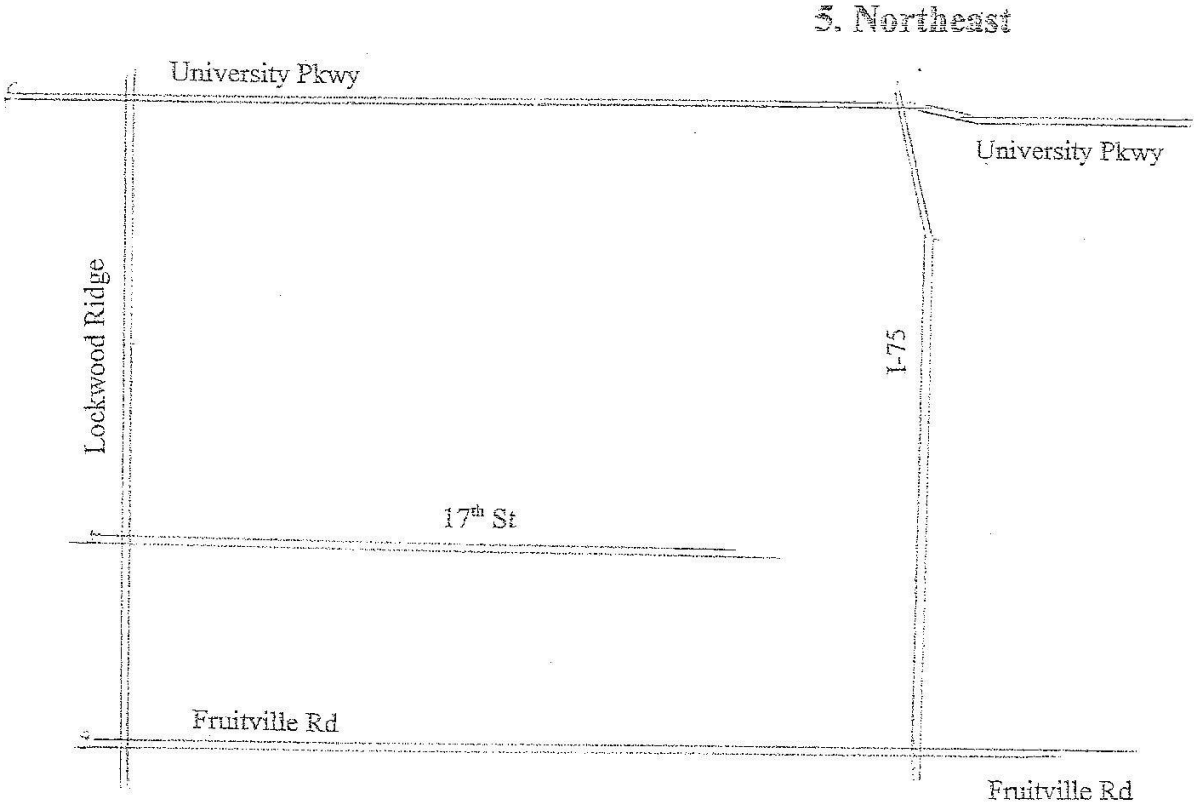 5. Northeast
University Pkwy
University Pkwy
Lockwood Ridge
I-75
17th St
Fruitville Rd
Fruitville Rd